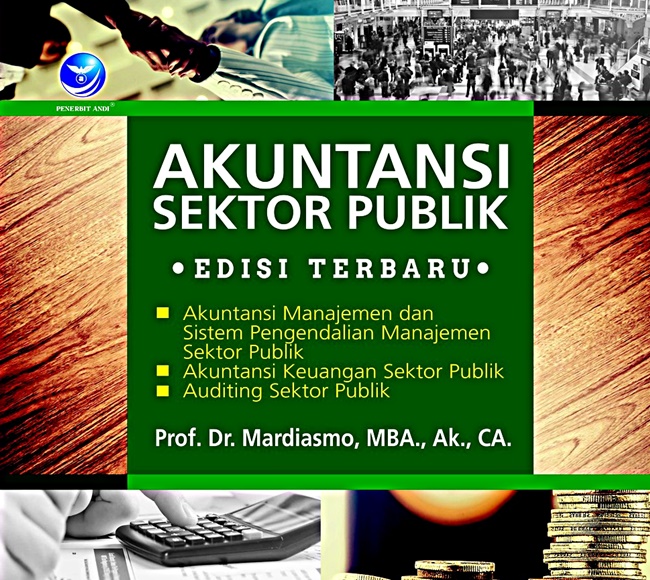 PENERBIT ANDI®
AKUNTANSI
SEKTOR PUBLIK
• EDISI TERBARU •
■ Akuntansi Manajemen dan
Sistem Pengendalian Manajemen
Sektor Publik
■ Akuntansi Keuangan Sektor Publik
■ Auditing Sektor Publik
Prof. Dr. Mardiasmo, MBA., Ak., CA.